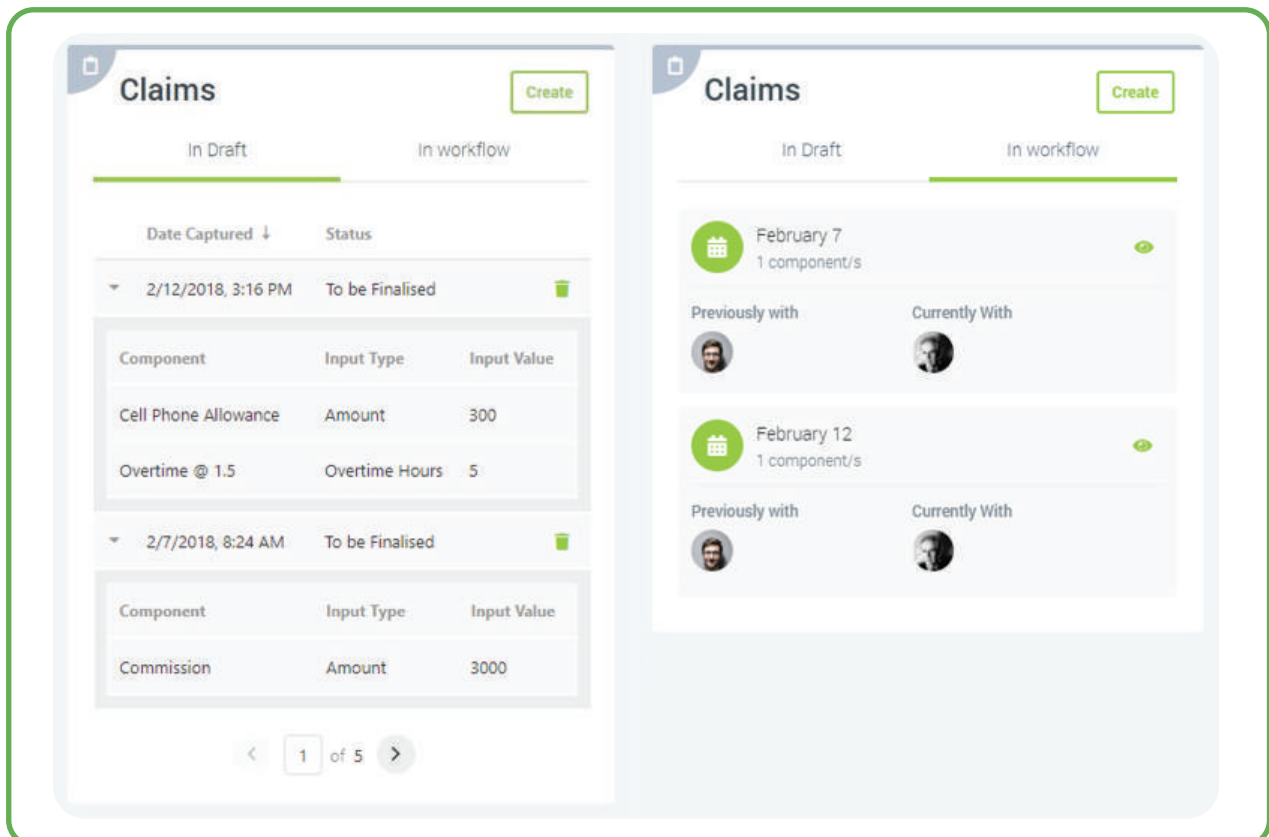 Claims
Create
In Draft In workflow
Date Captured ↓ Status
2/12/2018, 3:16 PM To be Finalised
Component Input Type Input Value
Cell Phone Allowance Amount 300
Overtime @ 1.5 Overtime Hours 5
2/7/2018, 8:24 AM To be Finalised
Component Input Type Input Value
Commission Amount 3000
1 of 5
Claims
Create
In Draft In workflow
February 7
1 component/s
Previously with Currently With
February 12
1 component/s
Previously with Currently With